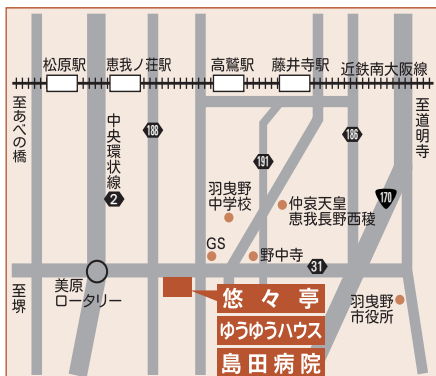 松原駅
恵我ノ荘駅
高鷲駅
藤井寺駅
近鉄南大阪線
至あべの橋
至道明寺
中央環状線
2
188
191
186
170
羽曳野
中学校
仲哀天皇
恵我長野西稜
GS
野中寺
31
至堺
美原
ロータリー
羽曳野
市役所
悠々亭
ゆうゆうハウス
島田病院